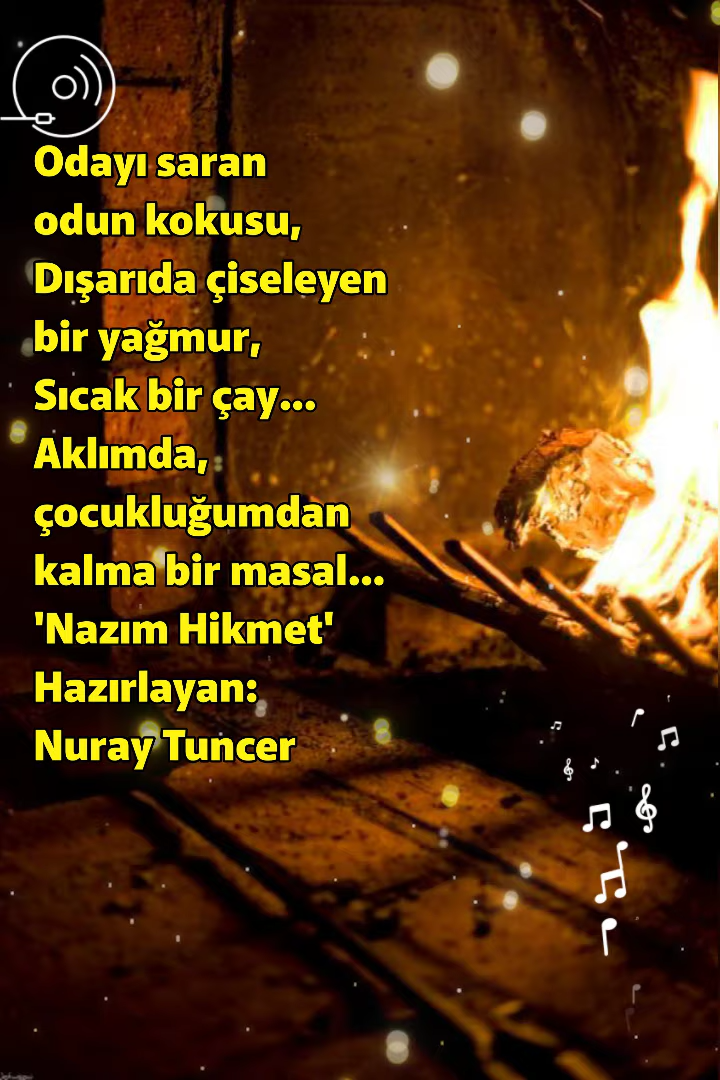 Odayı saran
odun kokusu,
Dışarıda çiseleyen
bir yağmur,
Sıcak bir çay...
Aklımda,
çocukluğumdan
kalma bir masal...
'Nazım Hikmet'
Hazırlayan:
Nuray Tuncer